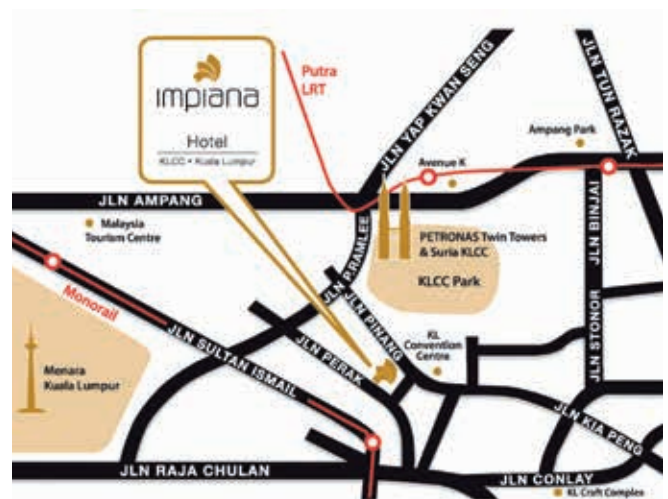 impiana
Hotel
KLCC • Kuala Lumpur
Putra
LRT
JLN YAP KWAN SENG
JLN TUN RAZAK
Ampang Park
Avenue K
JLN AMPANG
Malaysia
Tourism Centre
JLN P.RAMLEE
PETRONAS Twin Towers
& Suria KLCC
KLCC Park
JLN BINJAI
Monorail
JLN SULTAN ISMAIL
JLN PINANG
JLN PERAK
KL
Convention
Centre
JLN STONOR
Menara
Kuala Lumpur
JLN KIA PENG
JLN RAJA CHULAN
JLN CONLAY
KL Craft Complex